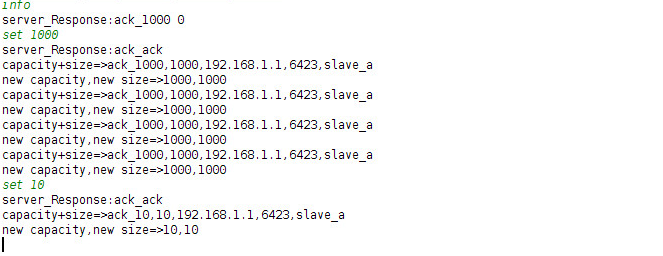 info
server_Response:ack_1000 0
set 1000
server_Response:ack_ack
capacity+size=>ack_1000,1000,192.168.1.1,6423,slave_a
new capacity,new size=>1000,1000
capacity+size=>ack_1000,1000,192.168.1.1,6423,slave_a
new capacity,new size=>1000,1000
capacity+size=>ack_1000,1000,192.168.1.1,6423,slave_a
new capacity,new size=>1000,1000
capacity+size=>ack_1000,1000,192.168.1.1,6423,slave_a
new capacity,new size=>1000,1000
set 10
server_Response:ack_ack
capacity+size=>ack_10,10,192.168.1.1,6423,slave_a
new capacity,new size=>10,10